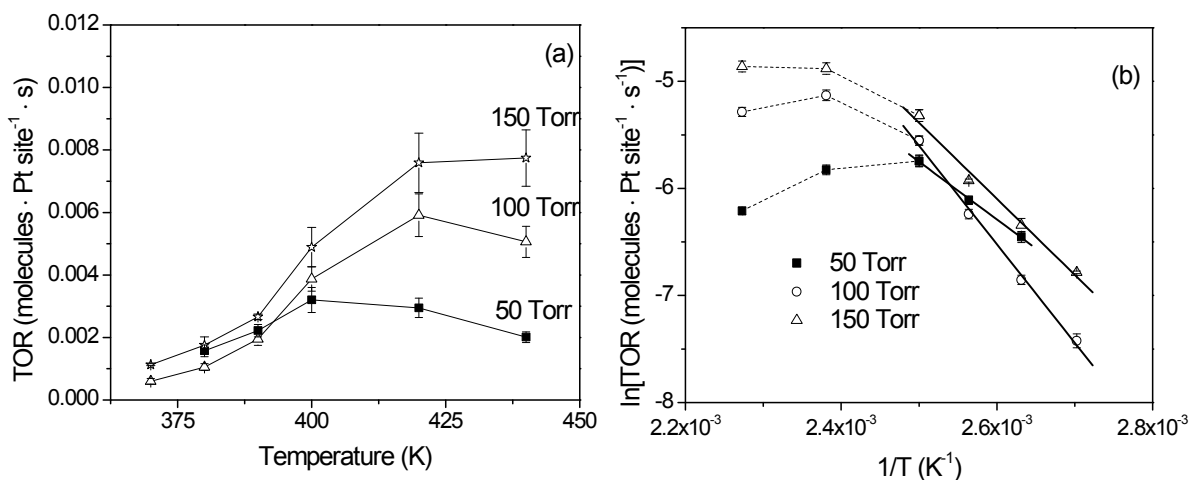 (a)
TOR (molecules · Pt site⁻¹ · s)
0.012
0.010
0.008
0.006
0.004
0.002
0.000
150 Torr
100 Torr
50 Torr
375
400
425
450
Temperature (K)
(b)
ln[TOR (molecules · Pt site⁻¹ · s⁻¹)]
-5
-6
-7
-8
50 Torr
100 Torr
150 Torr
2.2x10⁻³
2.4x10⁻³
2.6x10⁻³
2.8x10⁻³
1/T (K⁻¹)